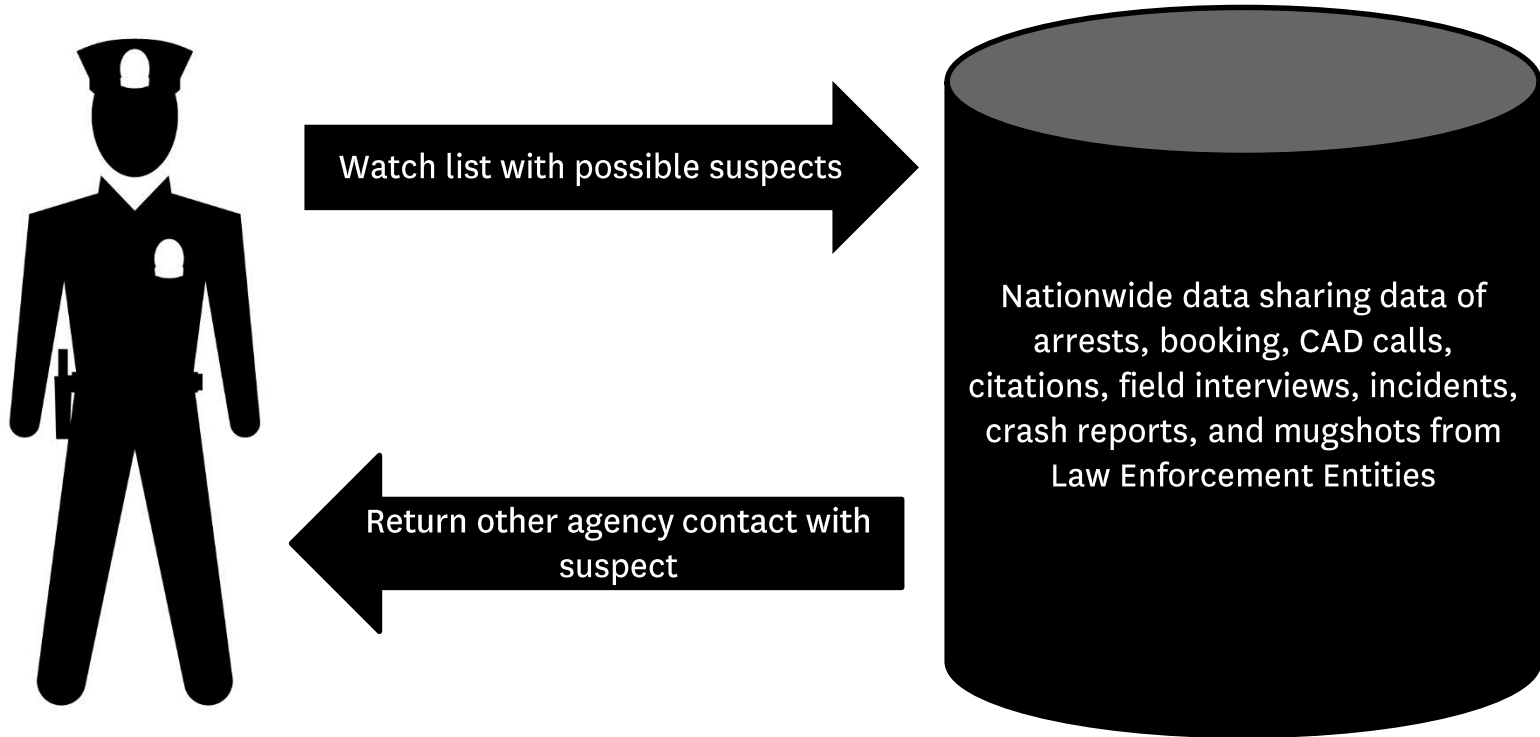 Watch list with possible suspects
Nationwide data sharing data of
arrests, booking, CAD calls,
citations, field interviews, incidents,
crash reports, and mugshots from
Law Enforcement Entities
Return other agency contact with
suspect